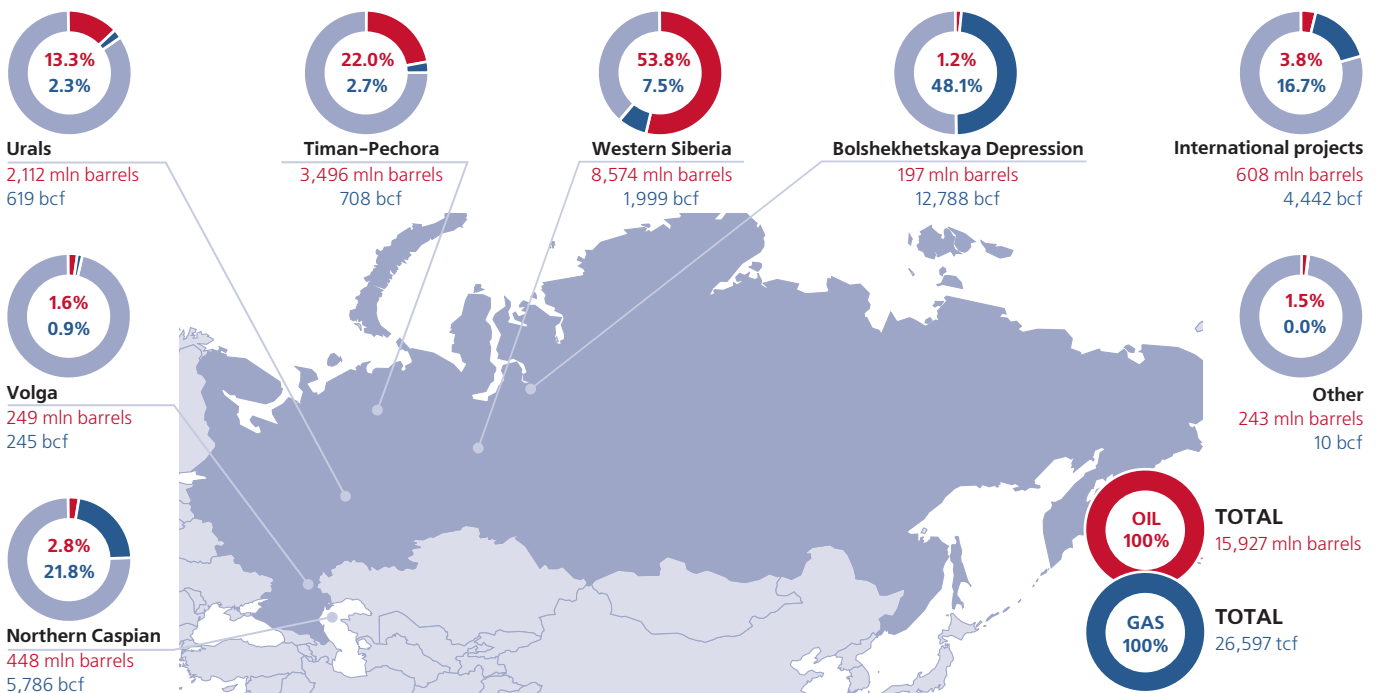 13.3%
2.3%
Urals
2,112 mln barrels
619 bcf
22.0%
2.7%
Timan–Pechora
3,496 mln barrels
708 bcf
53.8%
7.5%
Western Siberia
8,574 mln barrels
1,999 bcf
1.2%
48.1%
Bolshekhetskaya Depression
197 mln barrels
12,788 bcf
3.8%
16.7%
International projects
608 mln barrels
4,442 bcf
1.6%
0.9%
Volga
249 mln barrels
245 bcf
1.5%
0.0%
Other
243 mln barrels
10 bcf
2.8%
21.8%
Northern Caspian
448 mln barrels
5,786 bcf
OIL
100%
TOTAL
15,927 mln barrels
GAS
100%
TOTAL
26,597 tcf